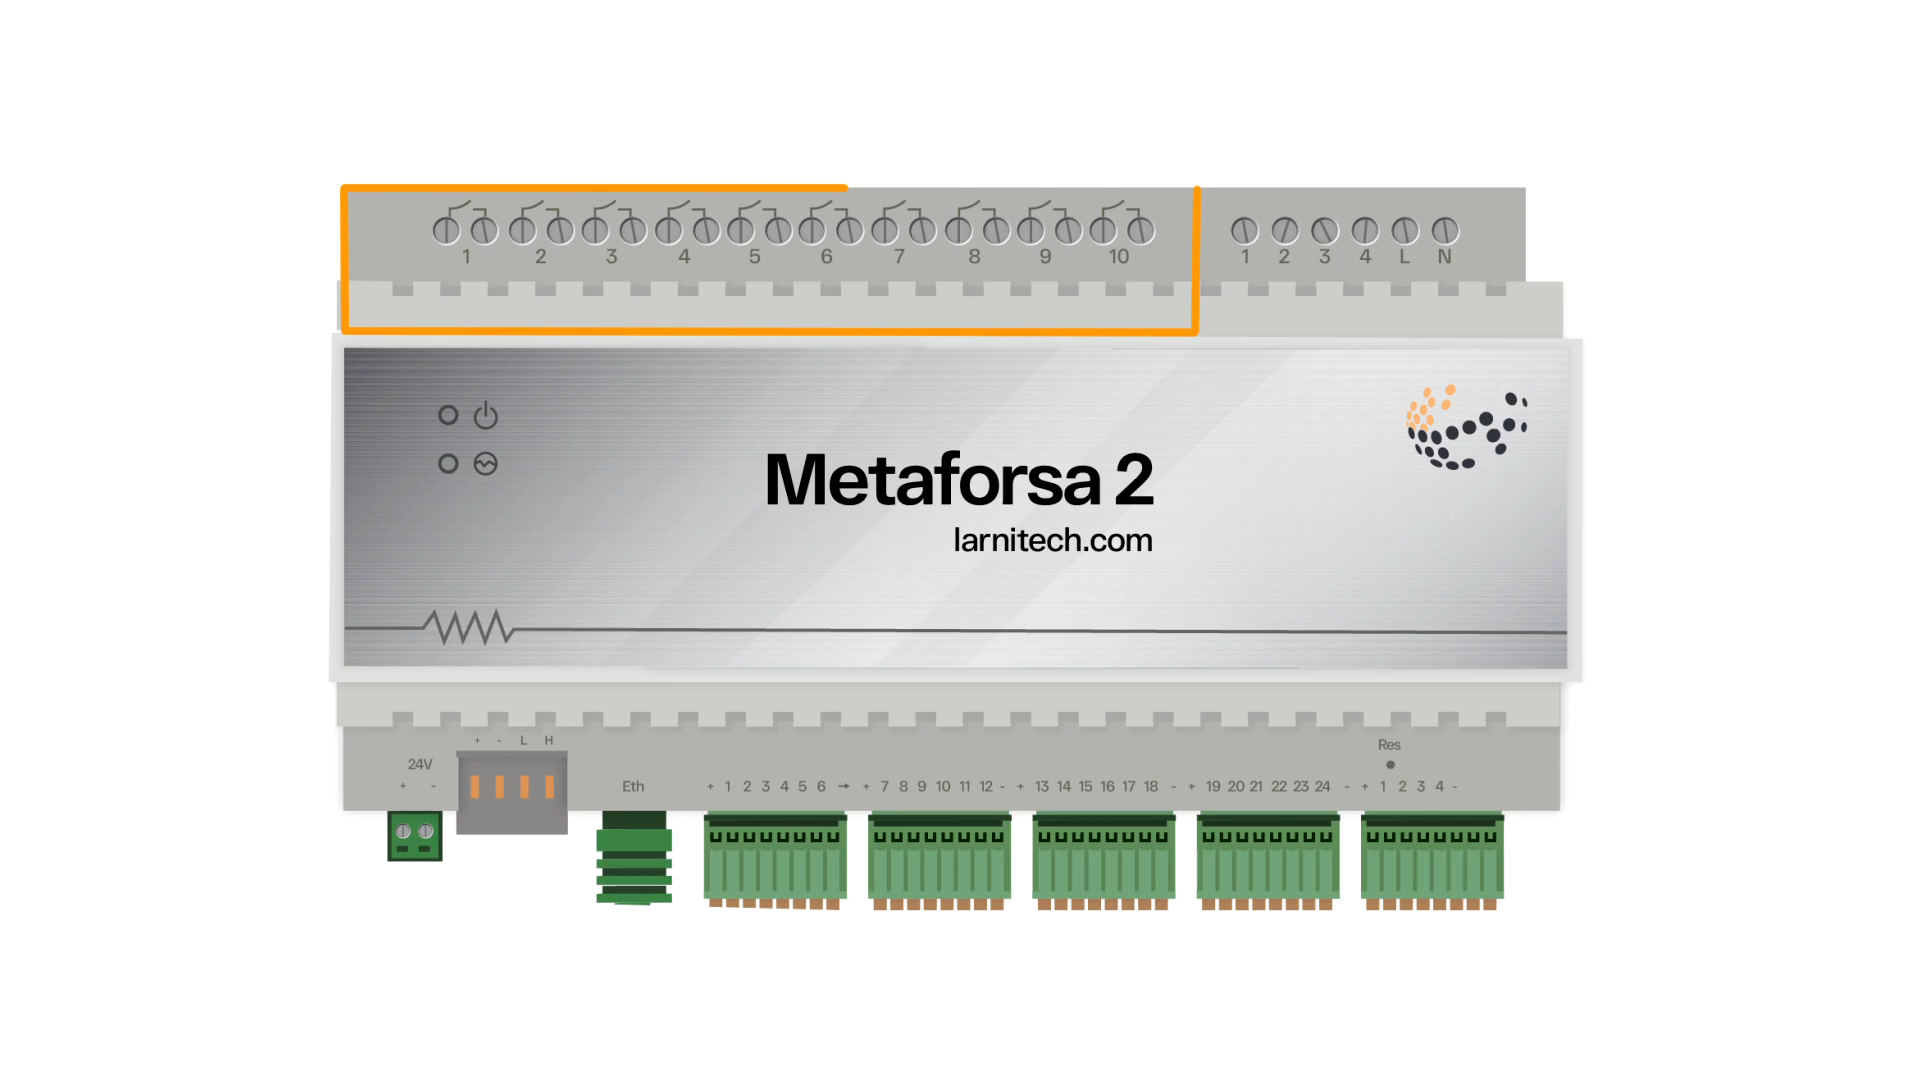 1 2 3 4 5 6 7 8 9 10 1 2 3 4 L N
Metaforsa 2
larnitech.com
+ - L H
Res
24V
+ -
Eth
+ 1 2 3 4 5 6 → + 7 8 9 10 11 12 - + 13 14 15 16 17 18 - + 19 20 21 22 23 24 - + 1 2 3 4 -